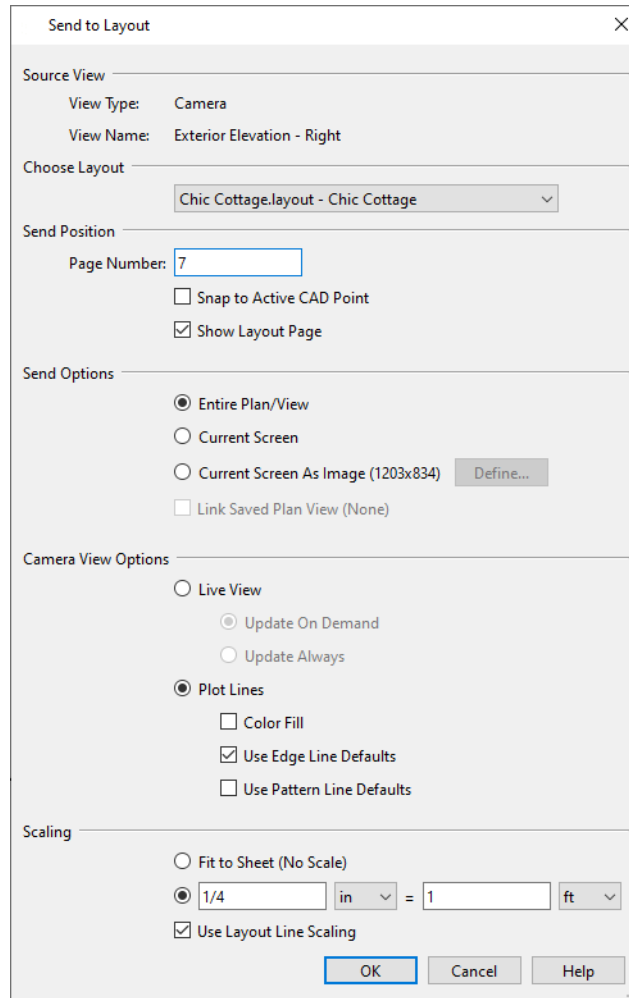 Send to Layout
Source View
View Type: Camera
View Name: Exterior Elevation - Right
Choose Layout
Chic Cottage.layout - Chic Cottage
Send Position
Page Number: 7
Snap to Active CAD Point
Show Layout Page
Send Options
Entire Plan/View
Current Screen
Current Screen As Image (1203x834) Define...
Link Saved Plan View (None)
Camera View Options
Live View
Update On Demand
Update Always
Plot Lines
Color Fill
Use Edge Line Defaults
Use Pattern Line Defaults
Scaling
Fit to Sheet (No Scale)
1/4 in = 1 ft
Use Layout Line Scaling
OK Cancel Help